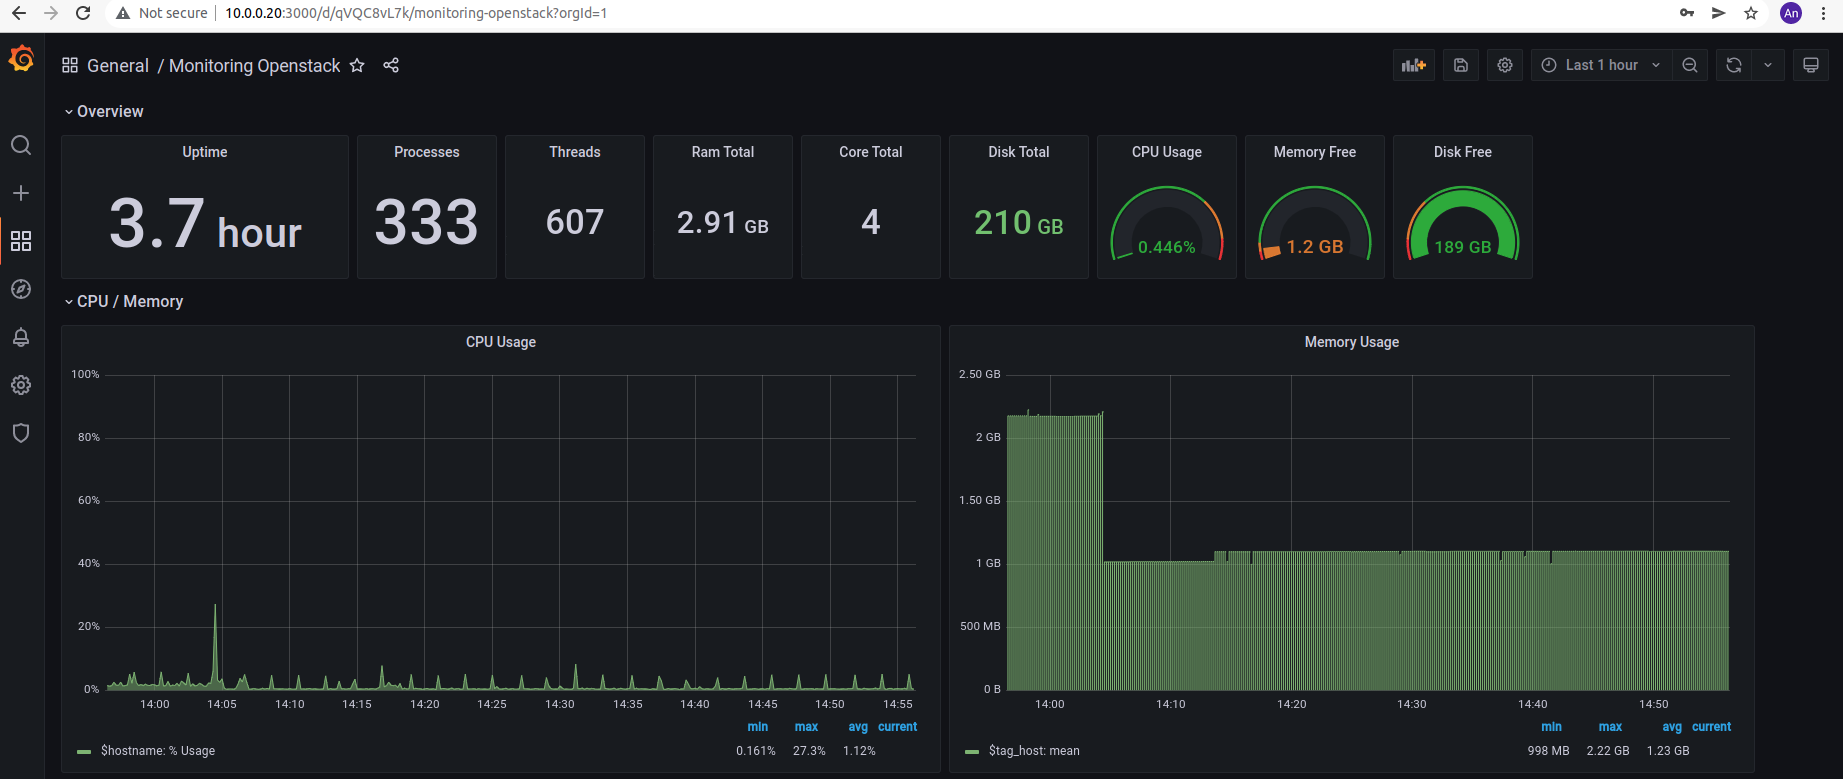 Not secure | 10.0.0.20:3000/d/qVQC8vL7k/monitoring-openstack?orgId=1
An
General / Monitoring Openstack
Last 1 hour
Overview
Uptime
3.7 hour
Processes
333
Threads
607
Ram Total
2.91 GB
Core Total
4
Disk Total
210 GB
CPU Usage
0.446%
Memory Free
1.2 GB
Disk Free
189 GB
CPU / Memory
CPU Usage
100%
80%
60%
40%
20%
0%
14:00 14:05 14:10 14:15 14:20 14:25 14:30 14:35 14:40 14:45 14:50 14:55
min max avg current
$hostname: % Usage 0.161% 27.3% 1.12%
Memory Usage
2.50 GB
2 GB
1.50 GB
1 GB
500 MB
0 B
14:00 14:10 14:20 14:30 14:40 14:50
min max avg current
$tag_host: mean 998 MB 2.22 GB 1.23 GB